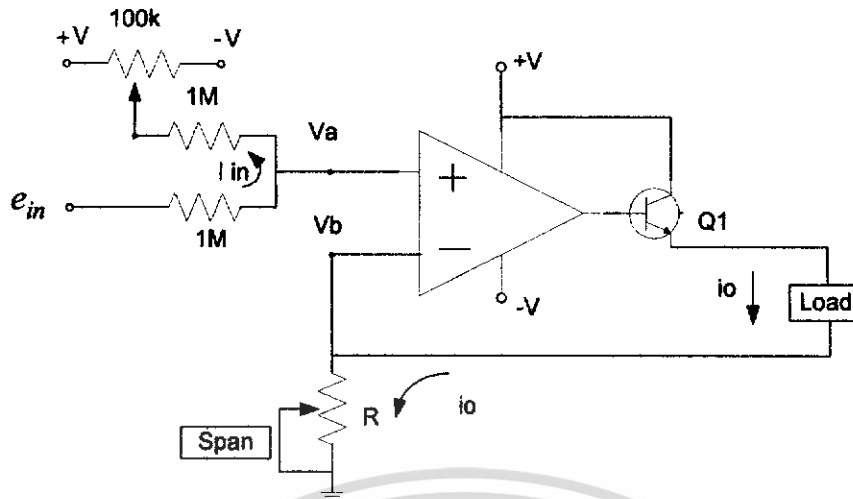 100k
+V
-V
1M
Va
I in
e_in
1M
Vb
+
−
+V
-V
Q1
io
Load
R
io
Span